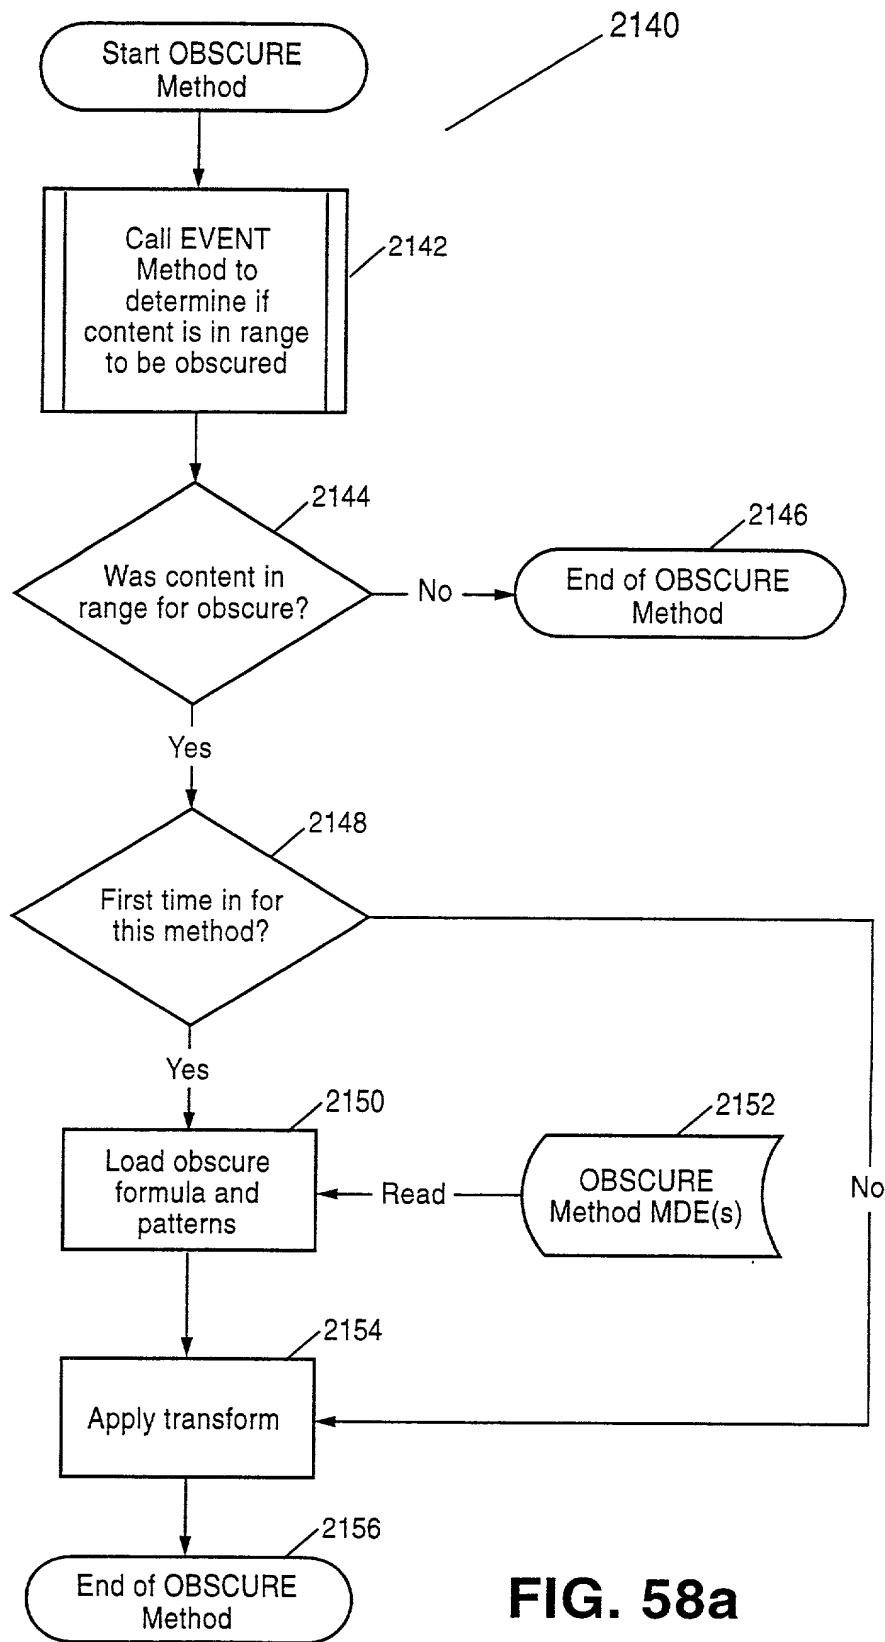 2140
Start OBSCURE
Method
Call EVENT
Method to
determine if
content is in range
to be obscured
2142
2144
Was content in
range for obscure?
No
2146
End of OBSCURE
Method
Yes
2148
First time in for
this method?
Yes
2150
Load obscure
formula and
patterns
Read
2152
OBSCURE
Method MDE(s)
No
2154
Apply transform
2156
End of OBSCURE
Method
FIG. 58a